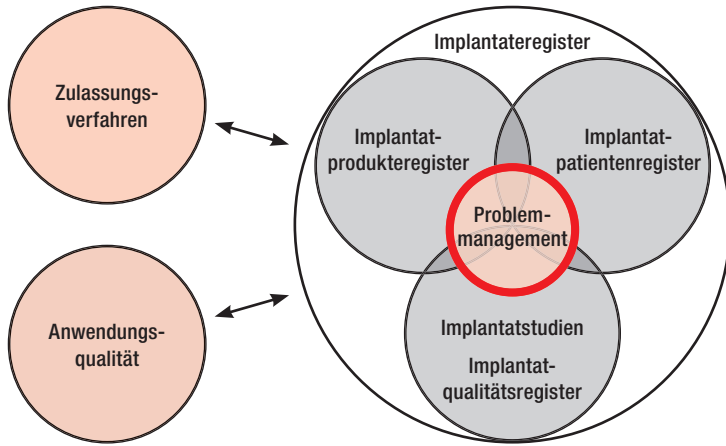 Zulassungs-
verfahren
Anwendungs-
qualität
Implantateregister
Implantat-
produkteregister
Implantat-
patientenregister
Problem-
management
Implantatstudien
Implantat-
qualitätsregister